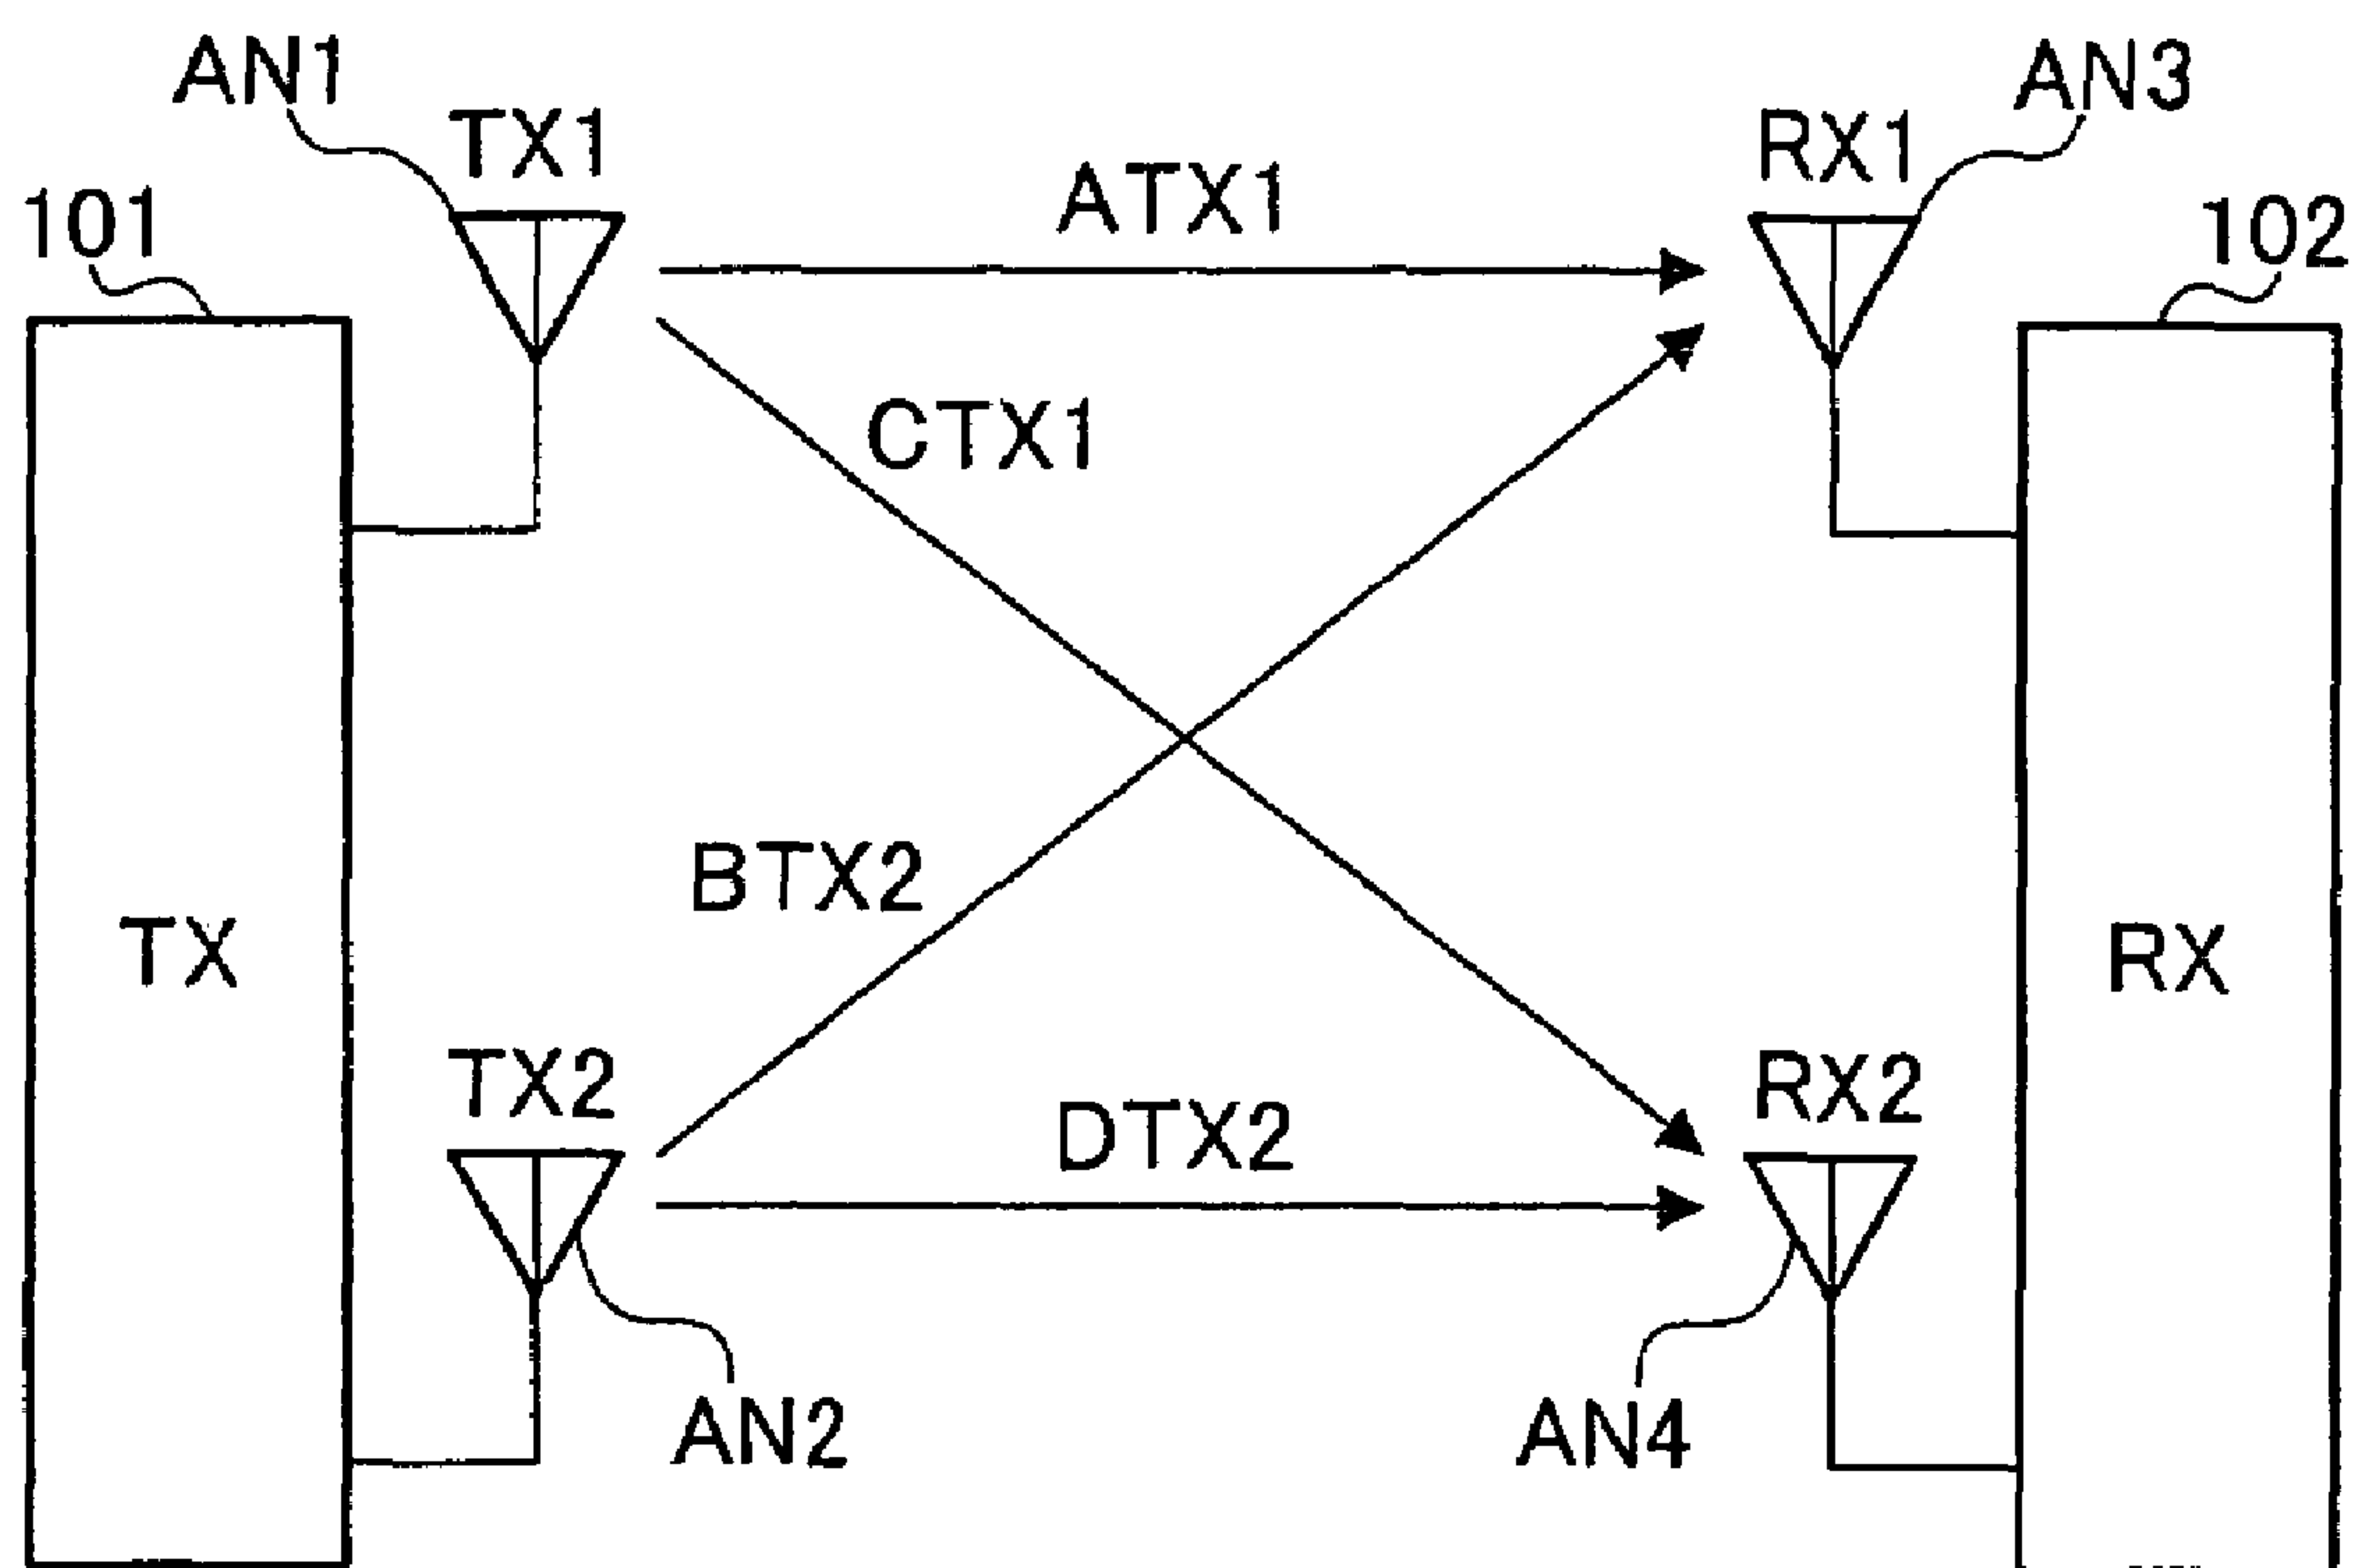 AN1
AN3
TX1
RX1
ATX1
101
102
CTX1
BTX2
TX
RX
TX2
RX2
DTX2
AN2
AN4